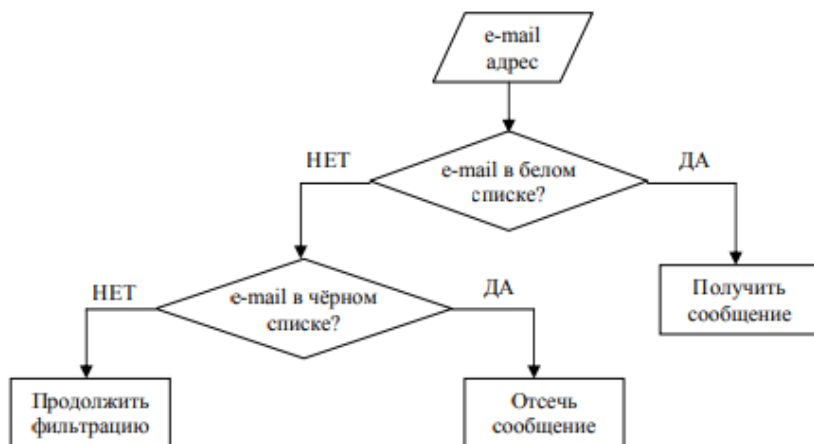 e-mail
адрес
НЕТ
e-mail в белом
списке?
ДА
НЕТ
e-mail в чёрном
списке?
ДА
Получить
сообщение
Продолжить
фильтрацию
Отсечь
сообщение